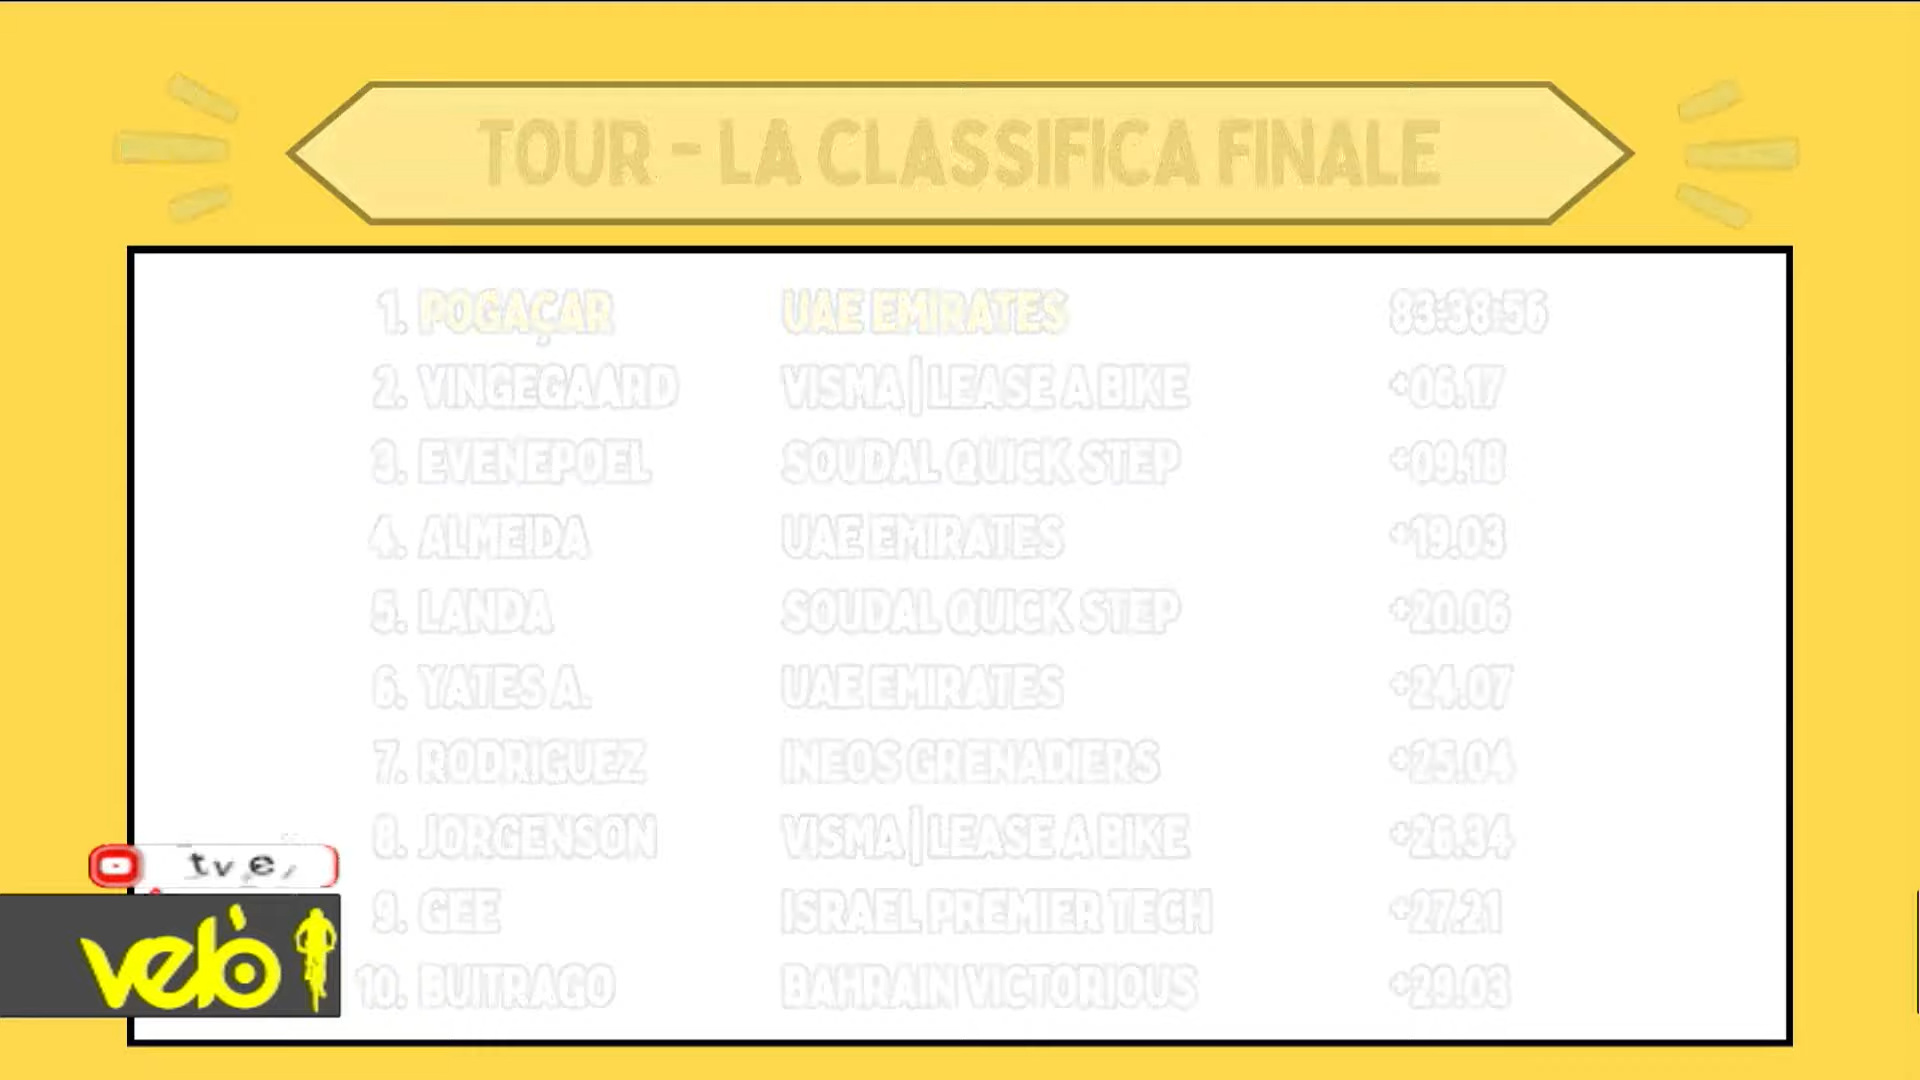 TOUR - LA CLASSIFICA FINALE
1. POGAÇAR UAE EMIRATES 83:38:56
2. VINGEGAARD VISMA | LEASE A BIKE +06.17
3. EVENEPOEL SOUDAL QUICK STEP +09.18
4. ALMEIDA UAE EMIRATES +19.03
5. LANDA SOUDAL QUICK STEP +20.06
6. YATES A. UAE EMIRATES +24.07
7. RODRIGUEZ INEOS GRENADIERS +25.04
8. JORGENSON VISMA | LEASE A BIKE +26.34
9. GEE ISRAEL PREMIER TECH +27.21
10. BUITRAGO BAHRAIN VICTORIOUS +29.03
velò